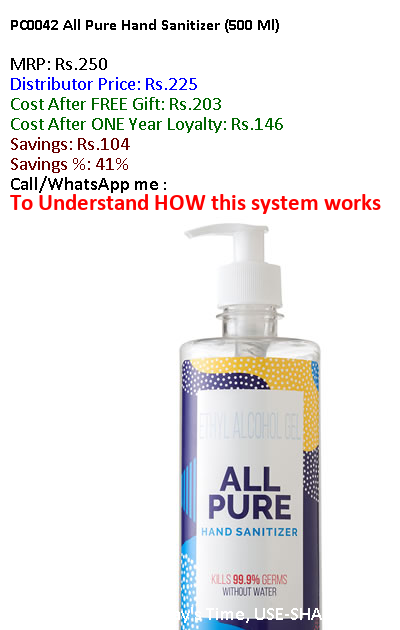 PC0042 All Pure Hand Sanitizer (500 Ml)
MRP: Rs.250
Distributor Price: Rs.225
Cost After FREE Gift: Rs.203
Cost After ONE Year Loyalty: Rs.146
Savings: Rs.104
Savings %: 41%
Call/WhatsApp me :
To Understand HOW this system works
ETHYL ALCOHOL GEL
ALL
PURE
HAND SANITIZER
KILLS 99.9% GERMS
WITHOUT WATER
Time, USE-SHA